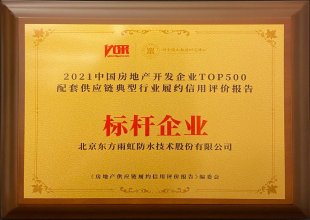 YOR
2021中国房地产开发企业TOP500
配套供应链典型行业履约信用评价报告
标杆企业
北京东方雨虹防水技术股份有限公司
《房地产供应链履约信用评价报告》编委会